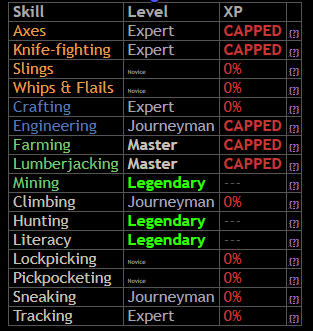 Skill Level XP
Axes Expert CAPPED [?]
Knife-fighting Expert CAPPED [?]
Slings Novice 0% [?]
Whips & Flails Novice 0% [?]
Crafting Expert 0% [?]
Engineering Journeyman CAPPED [?]
Farming Master CAPPED [?]
Lumberjacking Master CAPPED [?]
Mining Legendary --- [?]
Climbing Journeyman 0% [?]
Hunting Legendary --- [?]
Literacy Legendary --- [?]
Lockpicking Novice 0% [?]
Pickpocketing Novice 0% [?]
Sneaking Journeyman 0% [?]
Tracking Expert 0% [?]